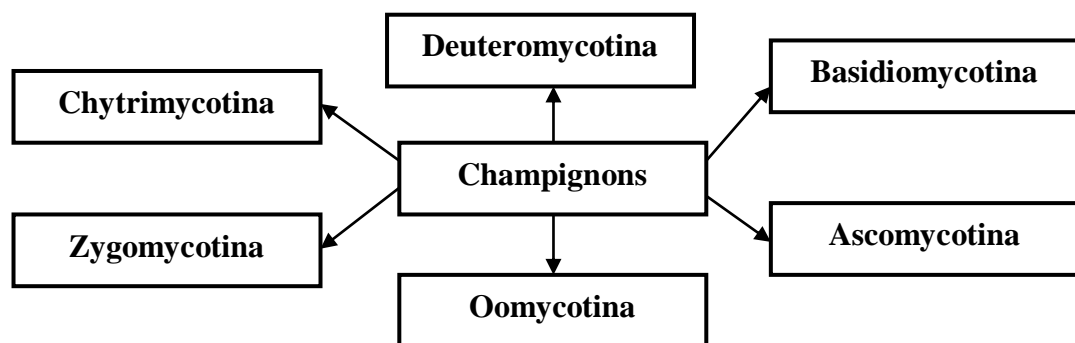 Deuteromycotina
Basidiomycotina
Chytrimycotina
Champignons
Zygomycotina
Ascomycotina
Oomycotina